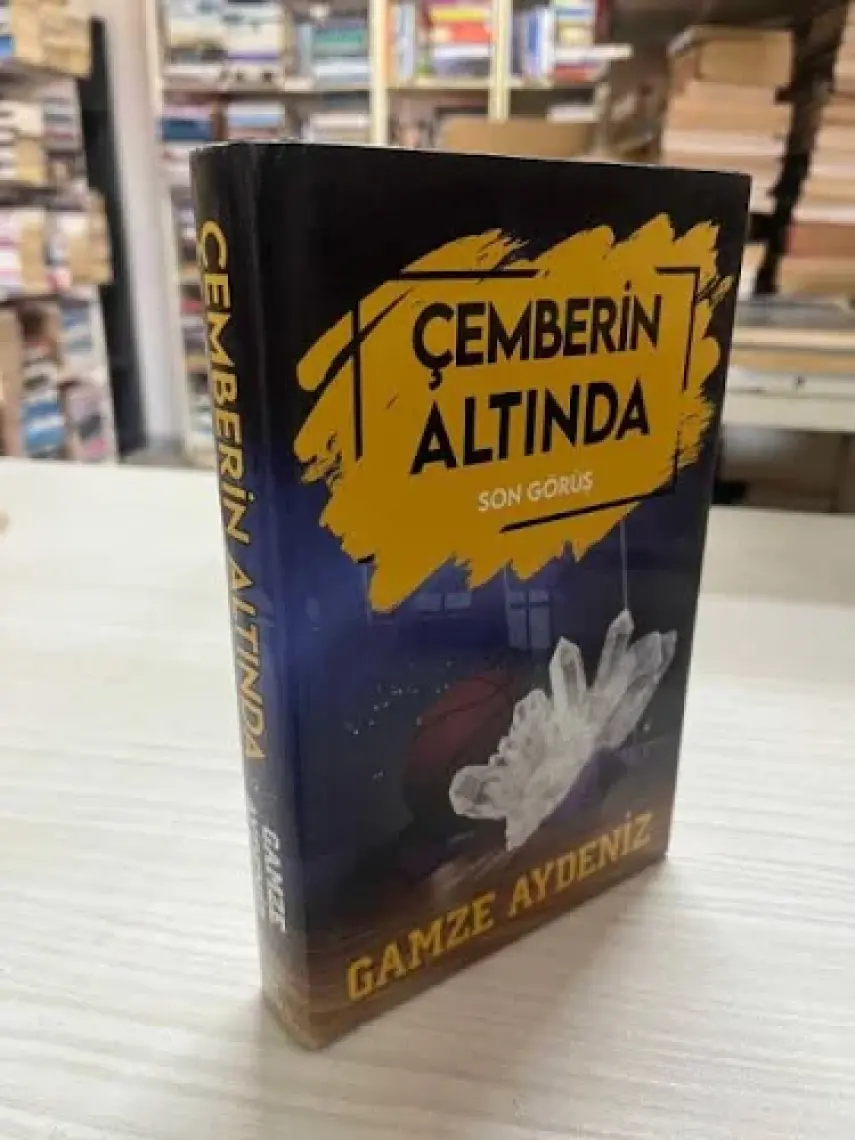 ÇEMBERİN
ALTINDA
SON GÖRÜŞ
GAMZE AYDENİZ
ÇEMBERİN ALTINDA
GAMZE